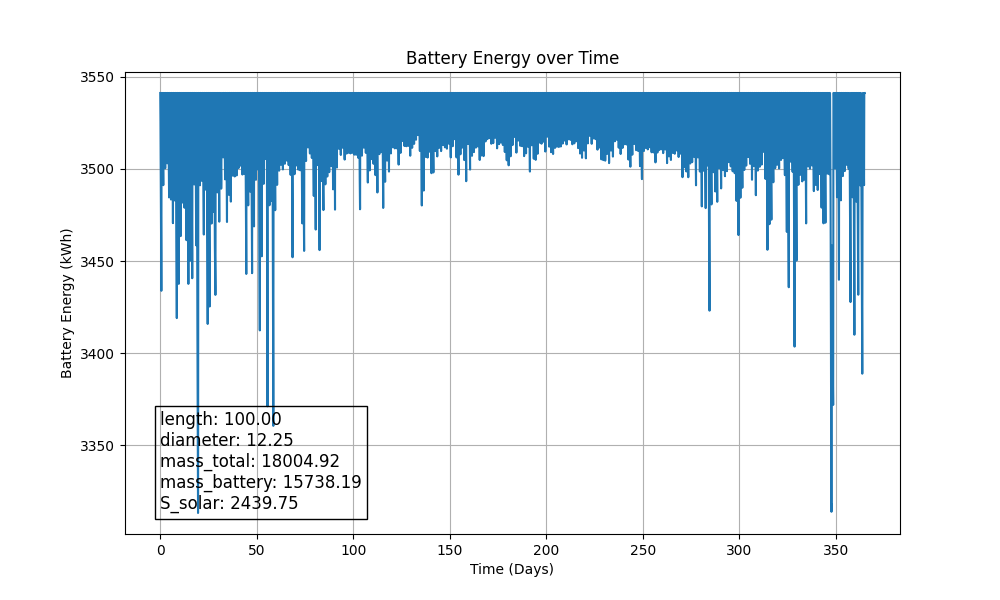 Battery Energy over Time
Battery Energy (kWh)
3550
3500
3450
3400
3350
length: 100.00
diameter: 12.25
mass_total: 18004.92
mass_battery: 15738.19
S_solar: 2439.75
0 50 100 150 200 250 300 350
Time (Days)